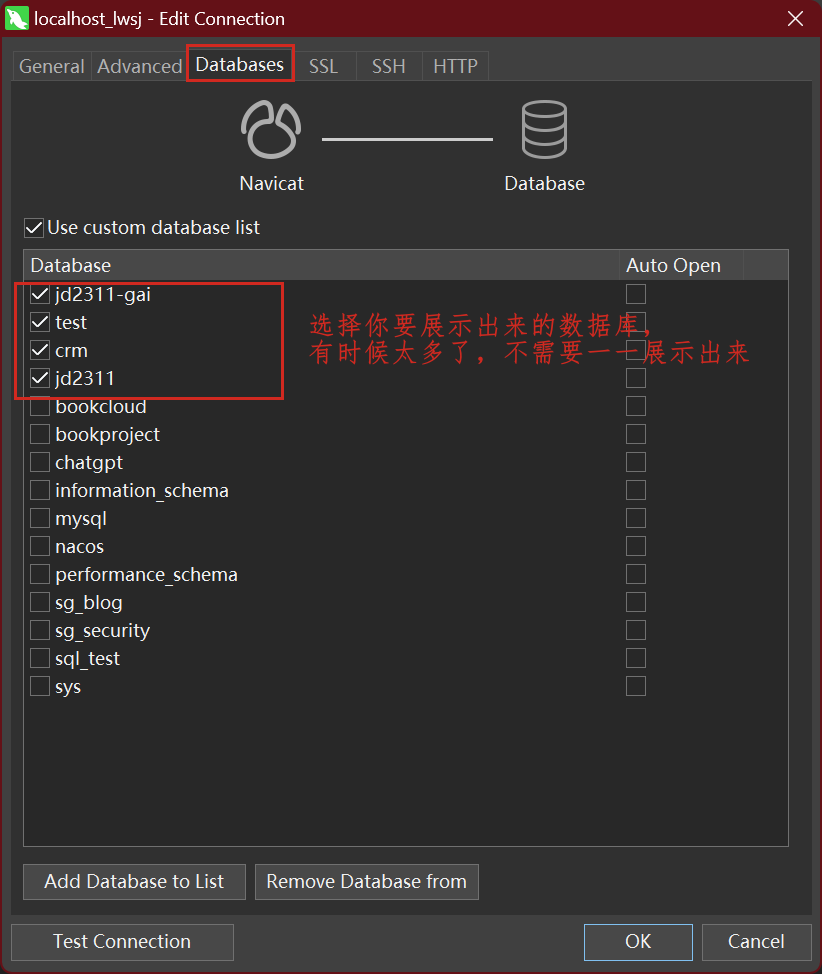 localhost_lwsj - Edit Connection
General Advanced Databases SSL SSH HTTP
Navicat Database
Use custom database list
Database Auto Open
jd2311-gai
test
crm
jd2311
选择你要展示出来的数据库，
有时候太多了，不需要一一展示出来
bookcloud
bookproject
chatgpt
information_schema
mysql
nacos
performance_schema
sg_blog
sg_security
sql_test
sys
Add Database to List Remove Database from
Test Connection OK Cancel